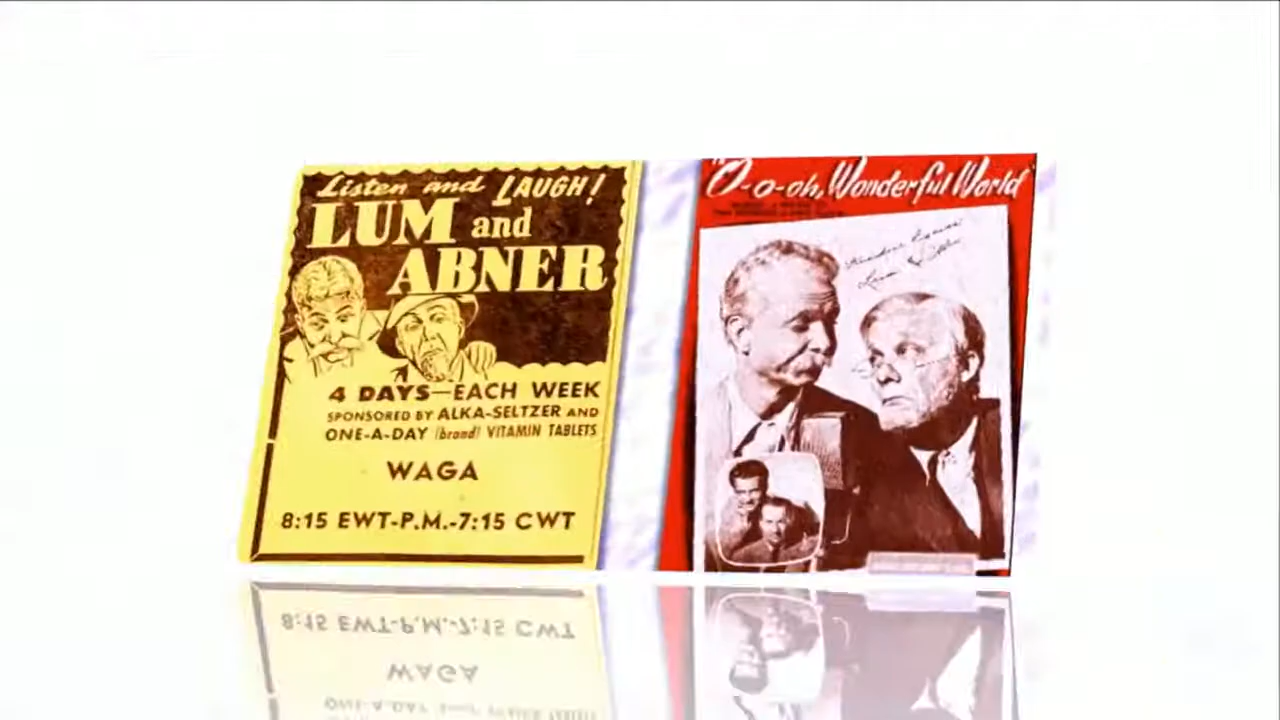 Listen and LAUGH!
LUM and
ABNER
4 DAYS—EACH WEEK
SPONSORED BY ALKA-SELTZER AND
ONE-A-DAY (brand) VITAMIN TABLETS
WAGA
8:15 EWT-P.M.-7:15 CWT
"O-o-oh, Wonderful World